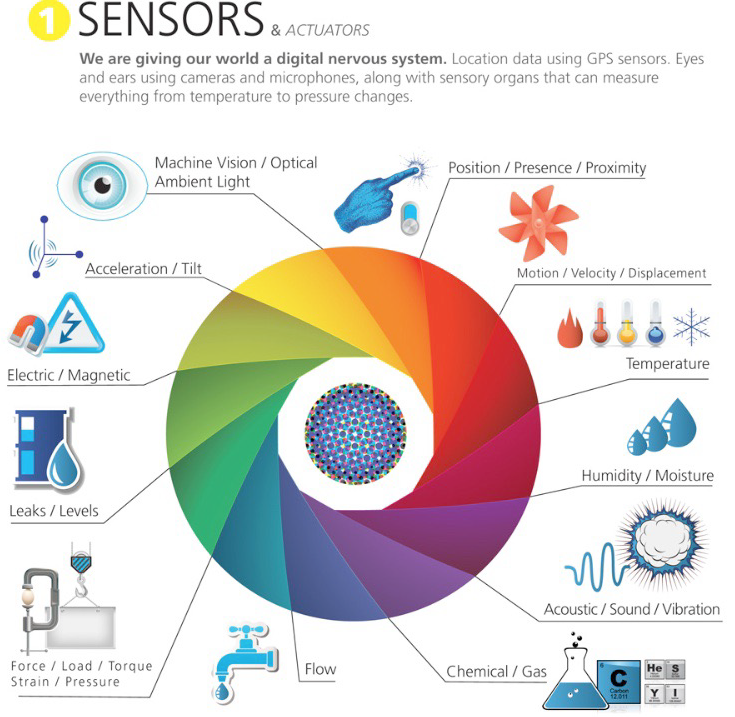 1 SENSORS & ACTUATORS
We are giving our world a digital nervous system. Location data using GPS sensors. Eyes
and ears using cameras and microphones, along with sensory organs that can measure
everything from temperature to pressure changes.
Machine Vision / Optical
Ambient Light
Position / Presence / Proximity
Acceleration / Tilt
Motion / Velocity / Displacement
Electric / Magnetic
Temperature
Humidity / Moisture
Leaks / Levels
Acoustic / Sound / Vibration
Force / Load / Torque
Strain / Pressure
Flow
Chemical / Gas
C
Carbon
12.011
He S
Y I